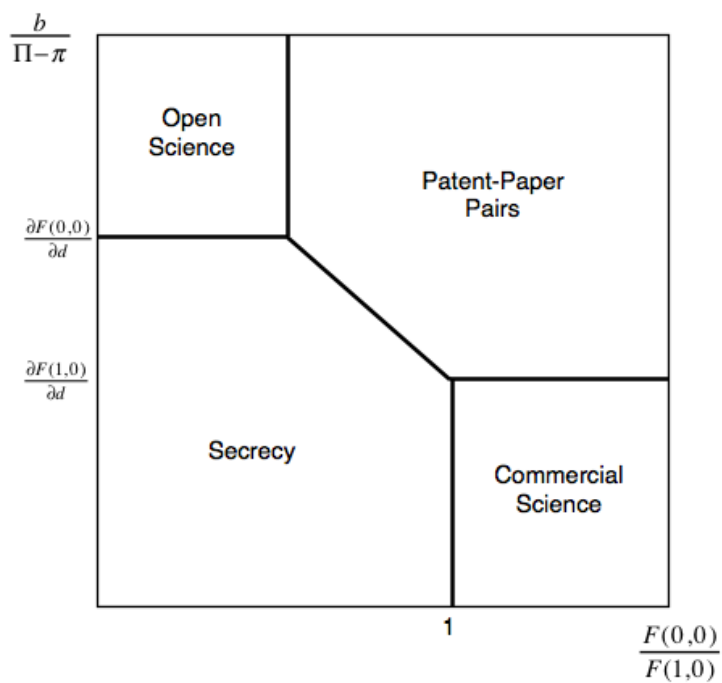 b
Π−π
Open
Science
Patent-Paper
Pairs
∂F(0,0)
∂d
∂F(1,0)
∂d
Secrecy
Commercial
Science
1
F(0,0)
F(1,0)